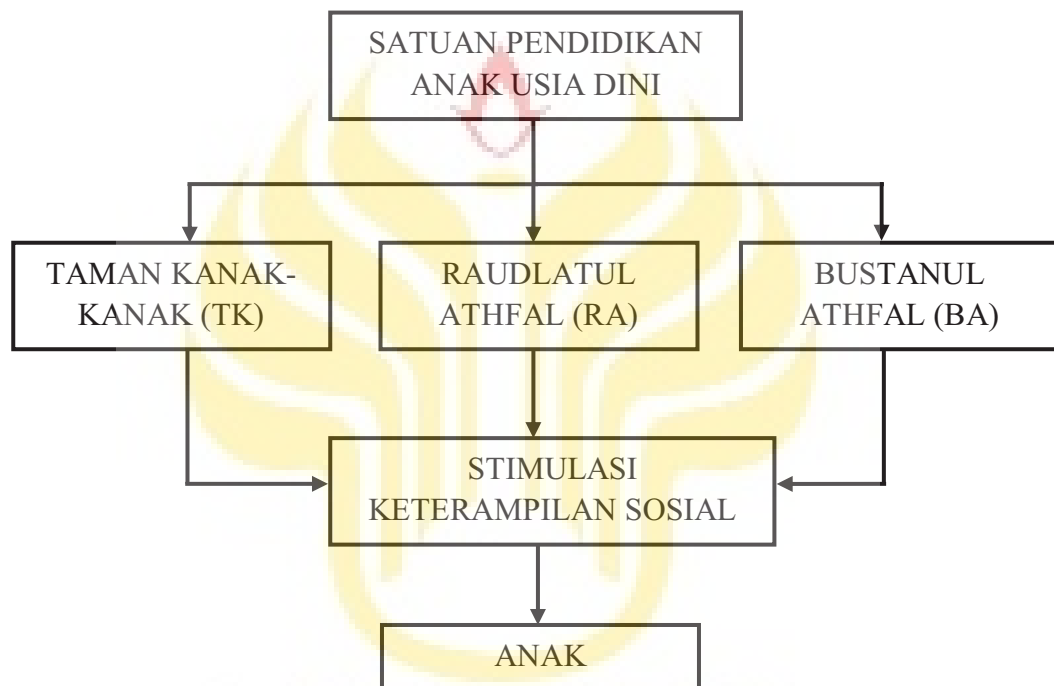 SATUAN PENDIDIKAN
ANAK USIA DINI
TAMAN KANAK-
KANAK (TK)
RAUDLATUL
ATHFAL (RA)
BUSTANUL
ATHFAL (BA)
STIMULASI
KETERAMPILAN SOSIAL
ANAK